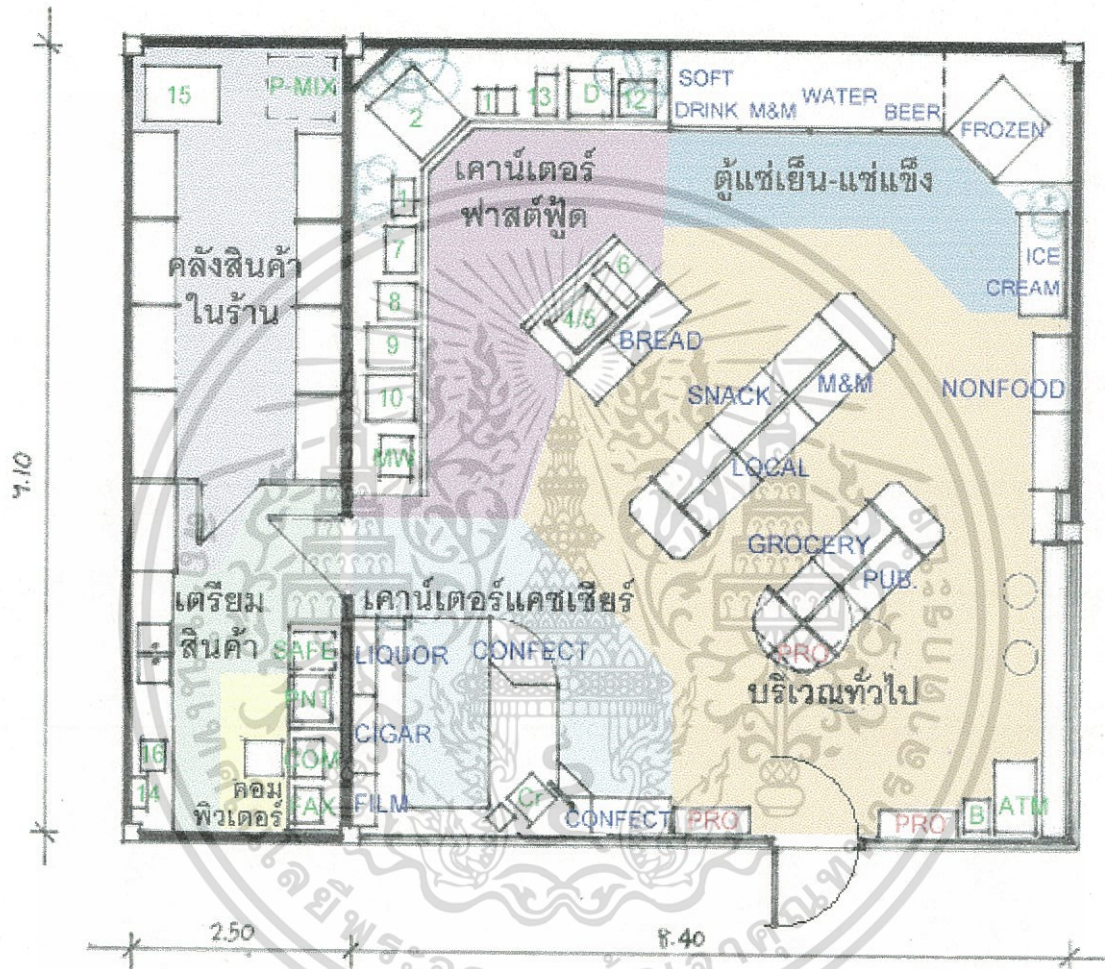 15
P-MIX
2
1
13
D
12
SOFT
DRINK M&M
WATER
BEER
FROZEN
เคาน์เตอร์
ฟาสต์ฟู้ด
ตู้แช่เย็น-แช่แข็ง
7
8
9
10
MW
คลังสินค้า
ในร้าน
6
4/5
BREAD
ICE
CREAM
SNACK
M&M
LOCAL
NONFOOD
9.10
GROCERY
PUB.
PRO
บริเวณทั่วไป
เตรียม
สินค้า
เคาน์เตอร์แคชเชียร์
SAFE
PNT
COM
FAX
16
14
คอม
พิวเตอร์
LIQUOR
CONFECT
CIGAR
FILM
Cr
CONFECT
PRO
PRO
B
ATM
2.50
8.40